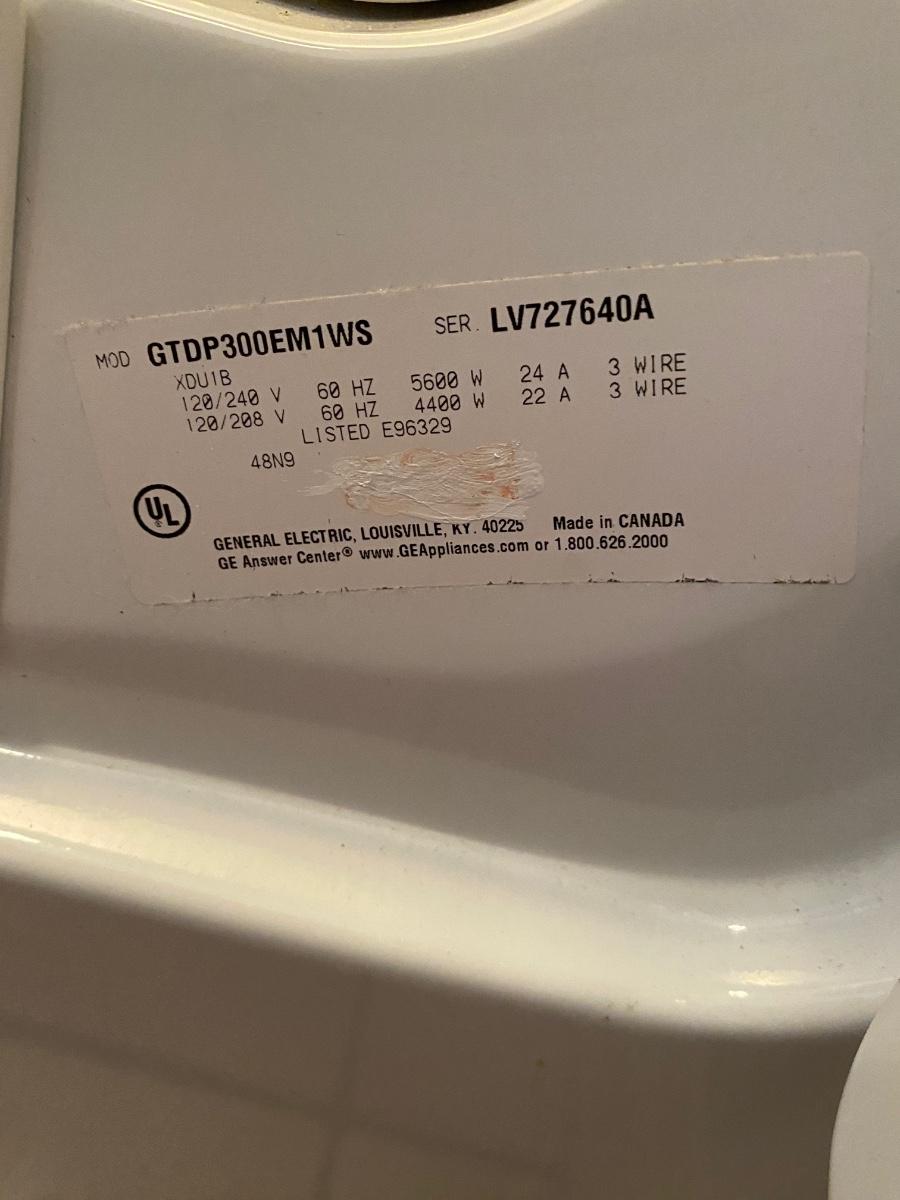 MOD GTDP300EM1WS SER. LV727640A
XDU1B
120/240 V 60 HZ 5600 W 24 A 3 WIRE
120/208 V 60 HZ 4400 W 22 A 3 WIRE
LISTED E96329
48N9
UL
®
GENERAL ELECTRIC, LOUISVILLE, KY. 40225 Made in CANADA
GE Answer Center® www.GEAppliances.com or 1.800.626.2000